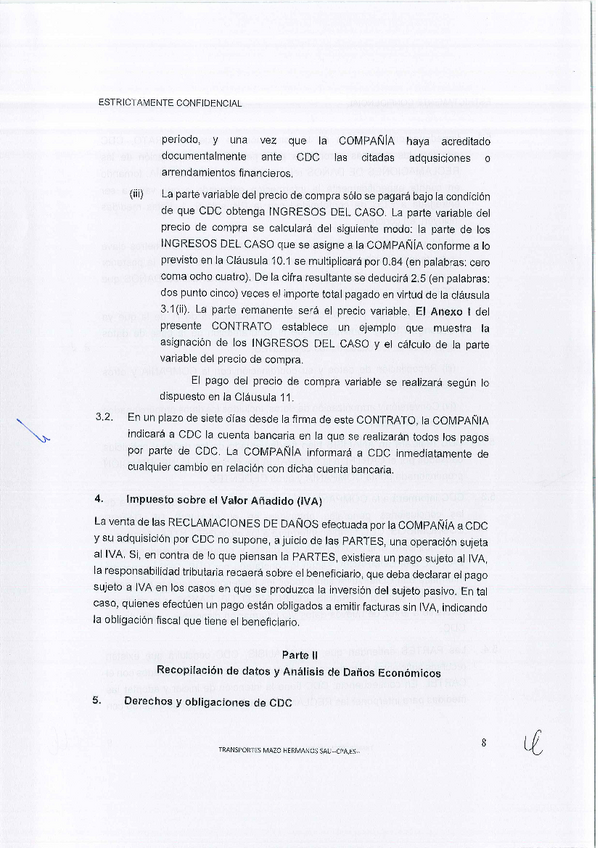 ESTRICTAMENTE CONFIDENCIAL
período, y una vez que la COMPAÑÍA haya acreditado
documentalmente ante CDC las citadas adqusiciones o
arrendamientos financieros.
(iii) La parte variable del precio de compra sólo se pagará bajo la condición
de que CDC obtenga INGRESOS DEL CASO. La parte variable del
precio de compra se calculará del siguiente modo: la parte de los
INGRESOS DEL CASO que se asigne a la COMPAÑÍA conforme a lo
previsto en la Cláusula 10.1 se multiplicará por 0.84 (en palabras: cero
coma ocho cuatro). De la cifra resultante se deducirá 2.5 (en palabras:
dos punto cinco) veces el importe total pagado en virtud de la cláusula
3.1(ii). La parte remanente será el precio variable. El Anexo I del
presente CONTRATO establece un ejemplo que muestra la
asignación de los INGRESOS DEL CASO y el cálculo de la parte
variable del precio de compra.
El pago del precio de compra variable se realizará según lo
dispuesto en la Cláusula 11.
3.2. En un plazo de siete días desde la firma de este CONTRATO, la COMPAÑIA
indicará a CDC la cuenta bancaria en la que se realizarán todos los pagos
por parte de CDC. La COMPAÑÍA informará a CDC inmediatamente de
cualquier cambio en relación con dicha cuenta bancaria.
4. Impuesto sobre el Valor Añadido (IVA)
La venta de las RECLAMACIONES DE DAÑOS efectuada por la COMPAÑÍA a CDC
y su adquisición por CDC no supone, a juicio de las PARTES, una operación sujeta
al IVA. Si, en contra de lo que piensan la PARTES, existiera un pago sujeto al IVA,
la responsabilidad tributaria recaerá sobre el beneficiario, que deba declarar el pago
sujeto a IVA en los casos en que se produzca la inversión del sujeto pasivo. En tal
caso, quienes efectúen un pago están obligados a emitir facturas sin IVA, indicando
la obligación fiscal que tiene el beneficiario.
Parte II
Recopilación de datos y Análisis de Daños Económicos
5. Derechos y obligaciones de CDC
8
TRANSPORTES MAZO HERMANOS SAU--CPA,ES--